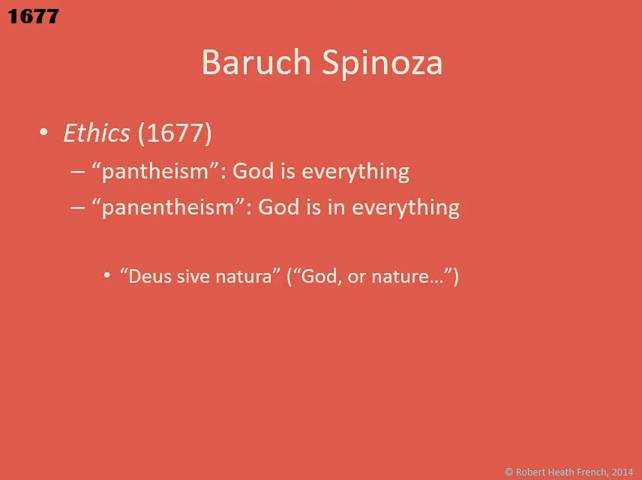 1677
Baruch Spinoza
• Ethics (1677)
– “pantheism”: God is everything
– “panentheism”: God is in everything
• “Deus sive natura” (“God, or nature…”)
© Robert Heath French, 2014